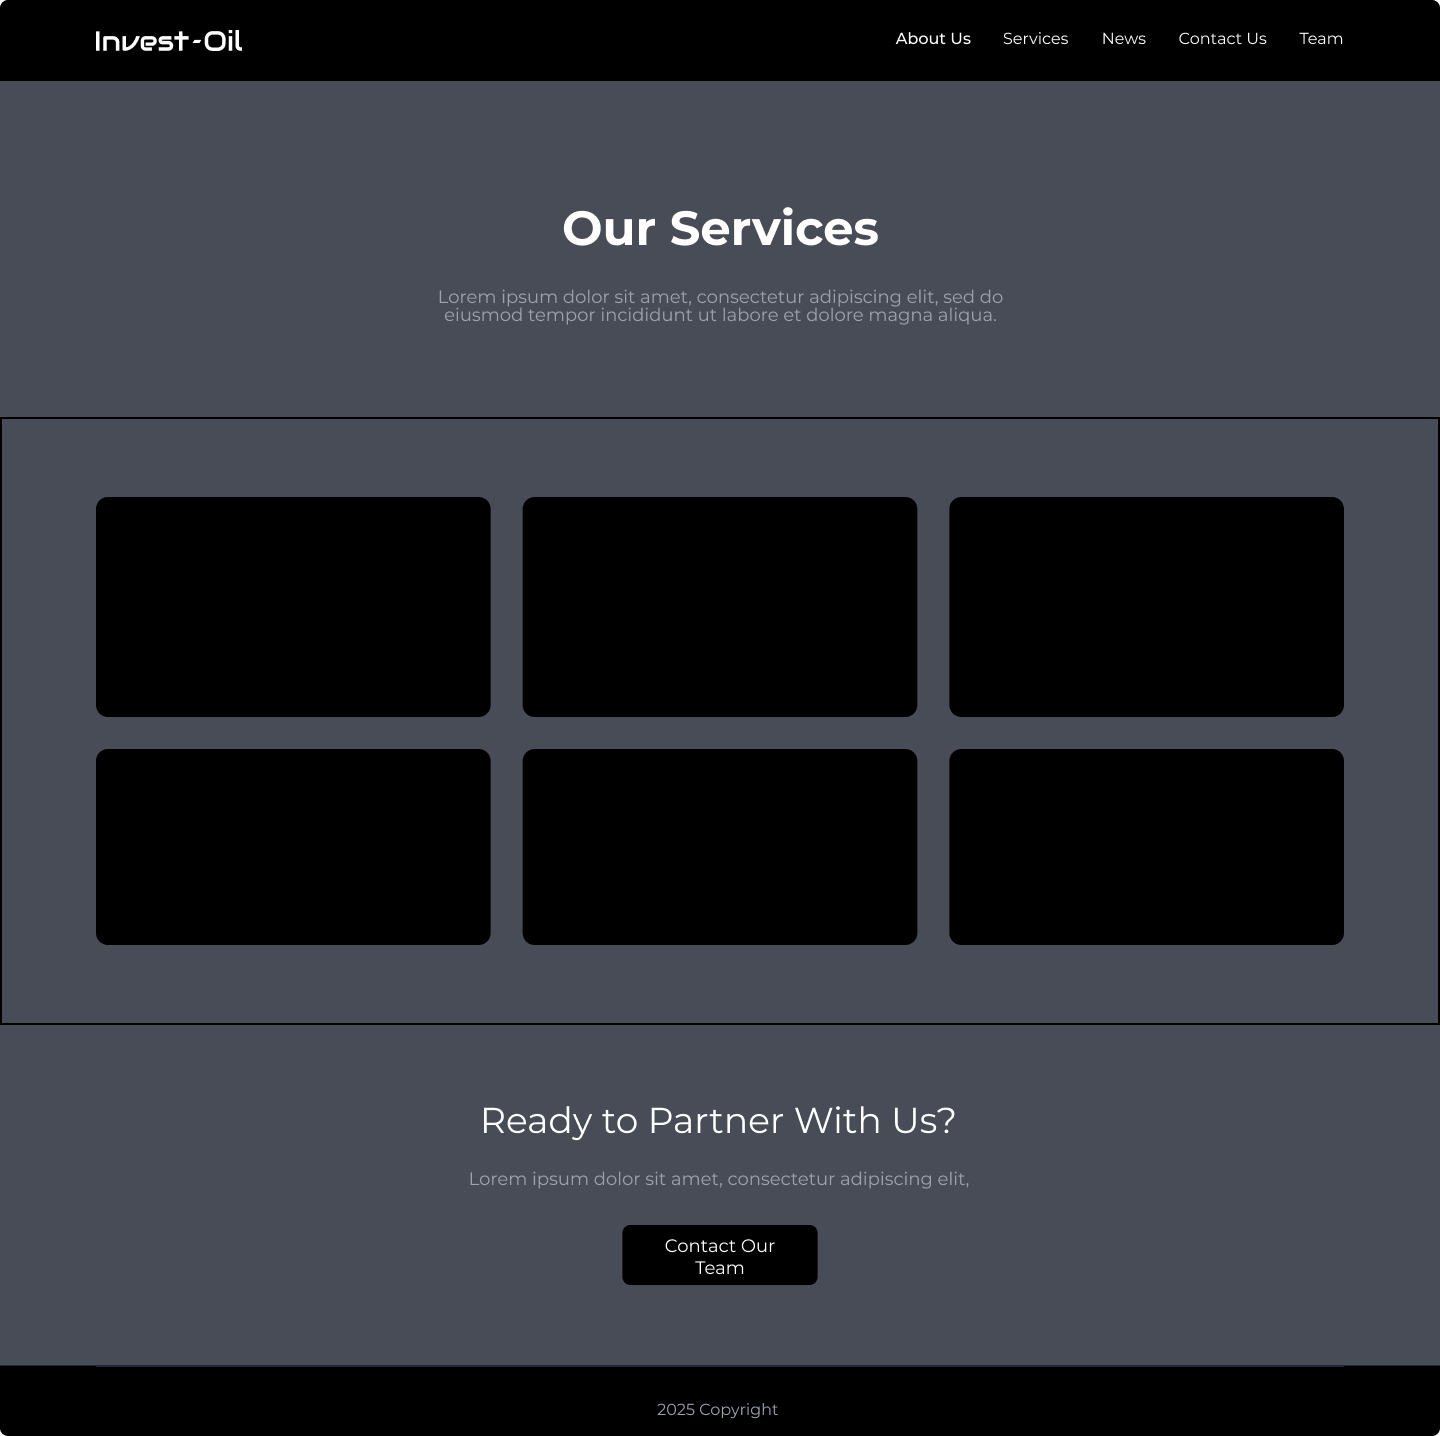 Invest-Oil
About Us Services News Contact Us Team
Our Services
Lorem ipsum dolor sit amet, consectetur adipiscing elit, sed do
eiusmod tempor incididunt ut labore et dolore magna aliqua.
Ready to Partner With Us?
Lorem ipsum dolor sit amet, consectetur adipiscing elit,
Contact Our
Team
2025 Copyright